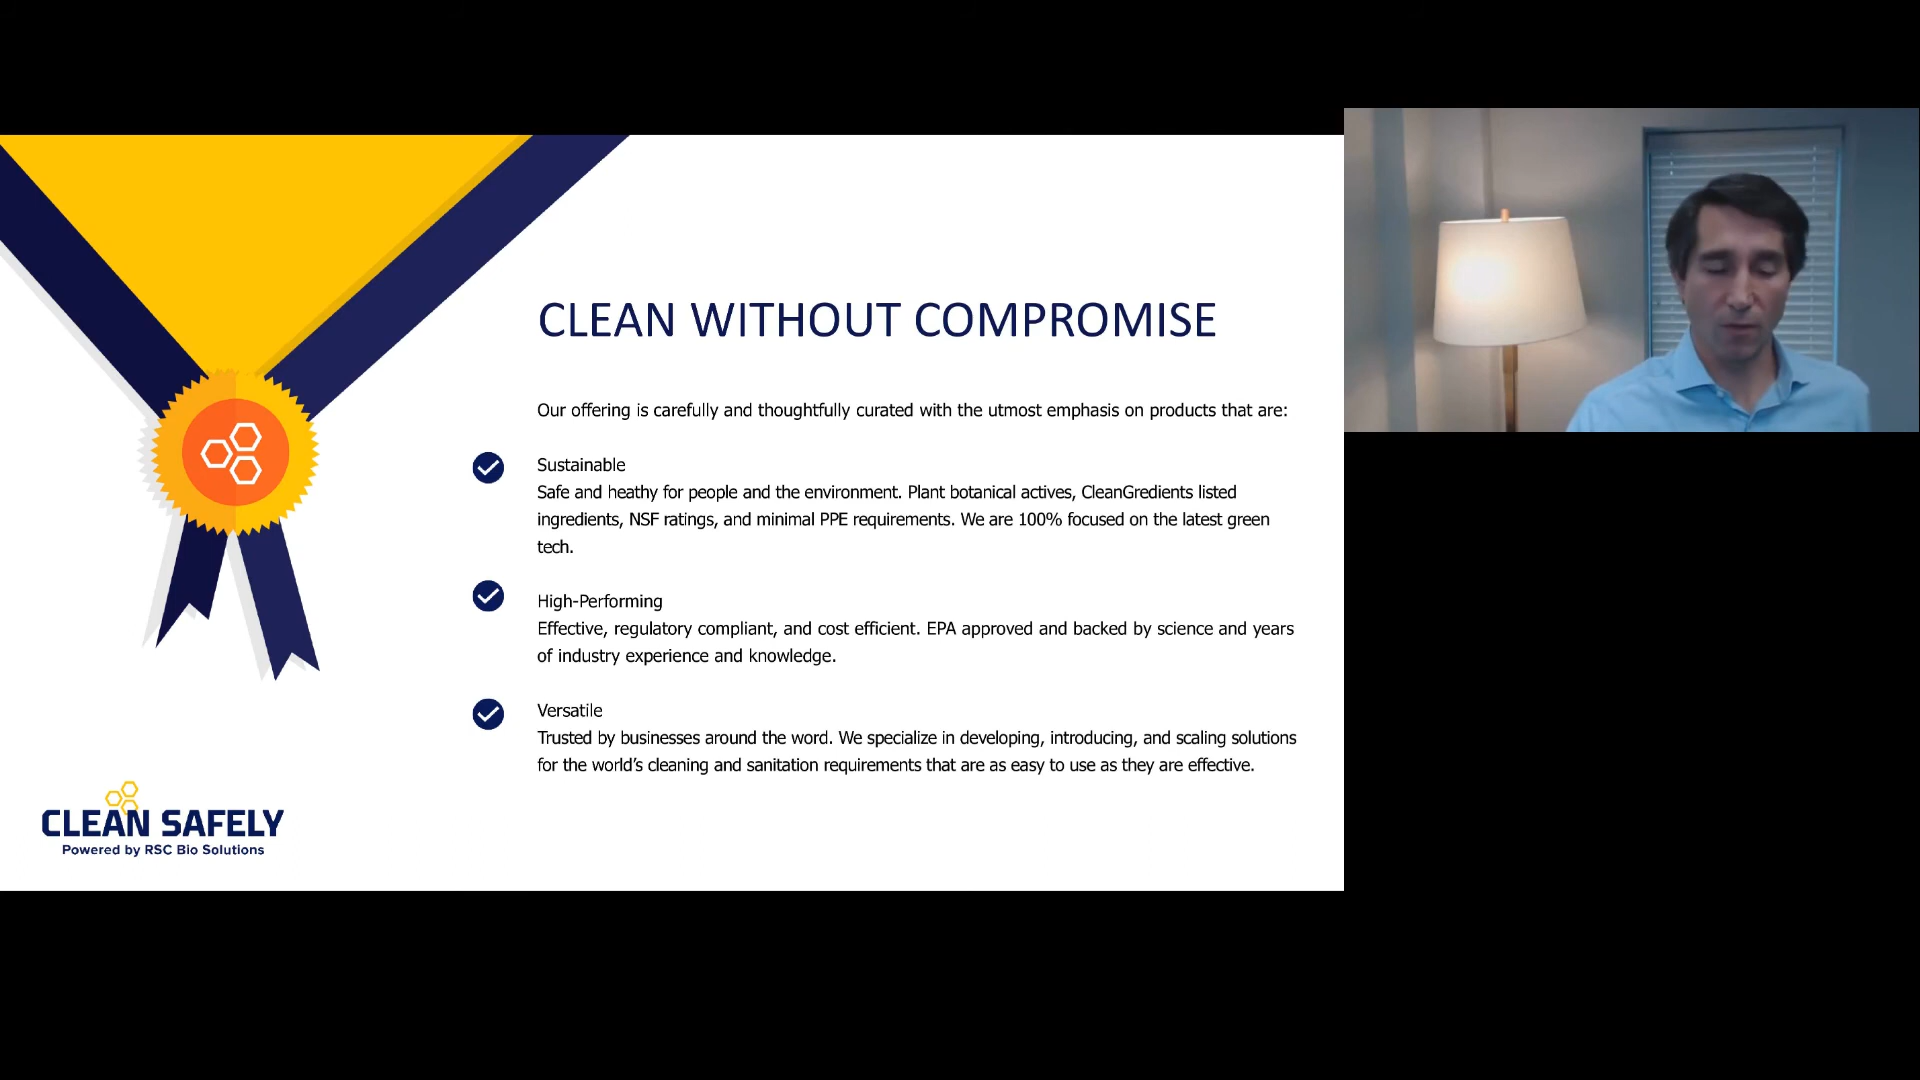 CLEAN WITHOUT COMPROMISE
Our offering is carefully and thoughtfully curated with the utmost emphasis on products that are:
Sustainable
Safe and heathy for people and the environment. Plant botanical actives, CleanGredients listed
ingredients, NSF ratings, and minimal PPE requirements. We are 100% focused on the latest green
tech.
High-Performing
Effective, regulatory compliant, and cost efficient. EPA approved and backed by science and years
of industry experience and knowledge.
Versatile
Trusted by businesses around the word. We specialize in developing, introducing, and scaling solutions
for the world’s cleaning and sanitation requirements that are as easy to use as they are effective.
CLEAN SAFELY
Powered by RSC Bio Solutions